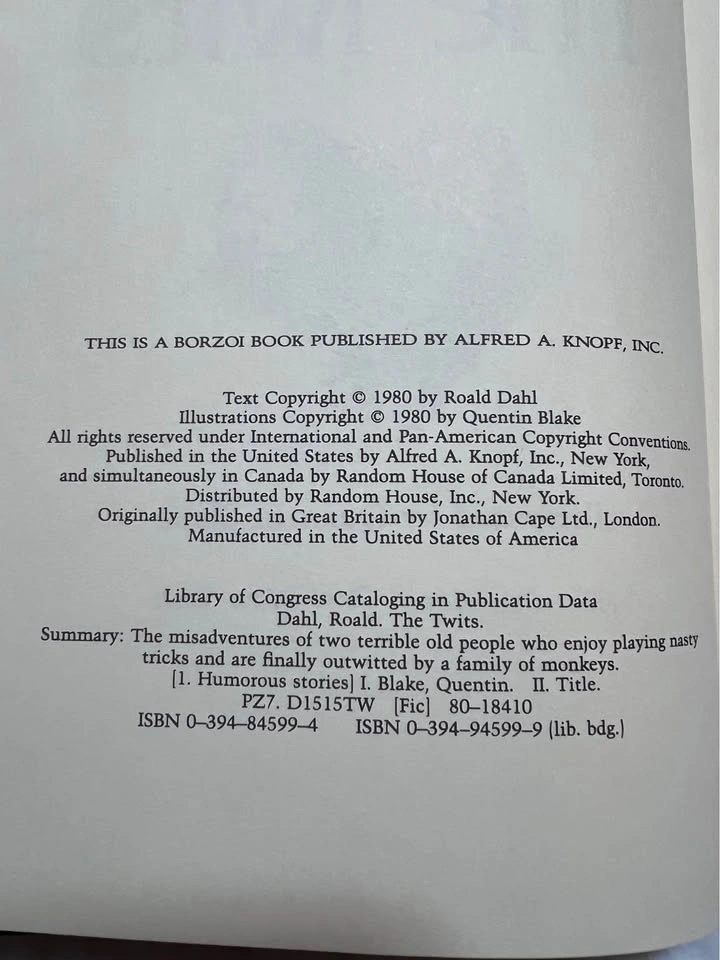 THIS IS A BORZOI BOOK PUBLISHED BY ALFRED A. KNOPF, INC.
Text Copyright © 1980 by Roald Dahl
Illustrations Copyright © 1980 by Quentin Blake
All rights reserved under International and Pan-American Copyright Conventions.
Published in the United States by Alfred A. Knopf, Inc., New York,
and simultaneously in Canada by Random House of Canada Limited, Toronto.
Distributed by Random House, Inc., New York.
Originally published in Great Britain by Jonathan Cape Ltd., London.
Manufactured in the United States of America
Library of Congress Cataloging in Publication Data
Dahl, Roald. The Twits.
Summary: The misadventures of two terrible old people who enjoy playing nasty
tricks and are finally outwitted by a family of monkeys.
[1. Humorous stories] I. Blake, Quentin. II. Title.
PZ7. D1515TW [Fic] 80–18410
ISBN 0–394–84599–4 ISBN 0–394–94599–9 (lib. bdg.)